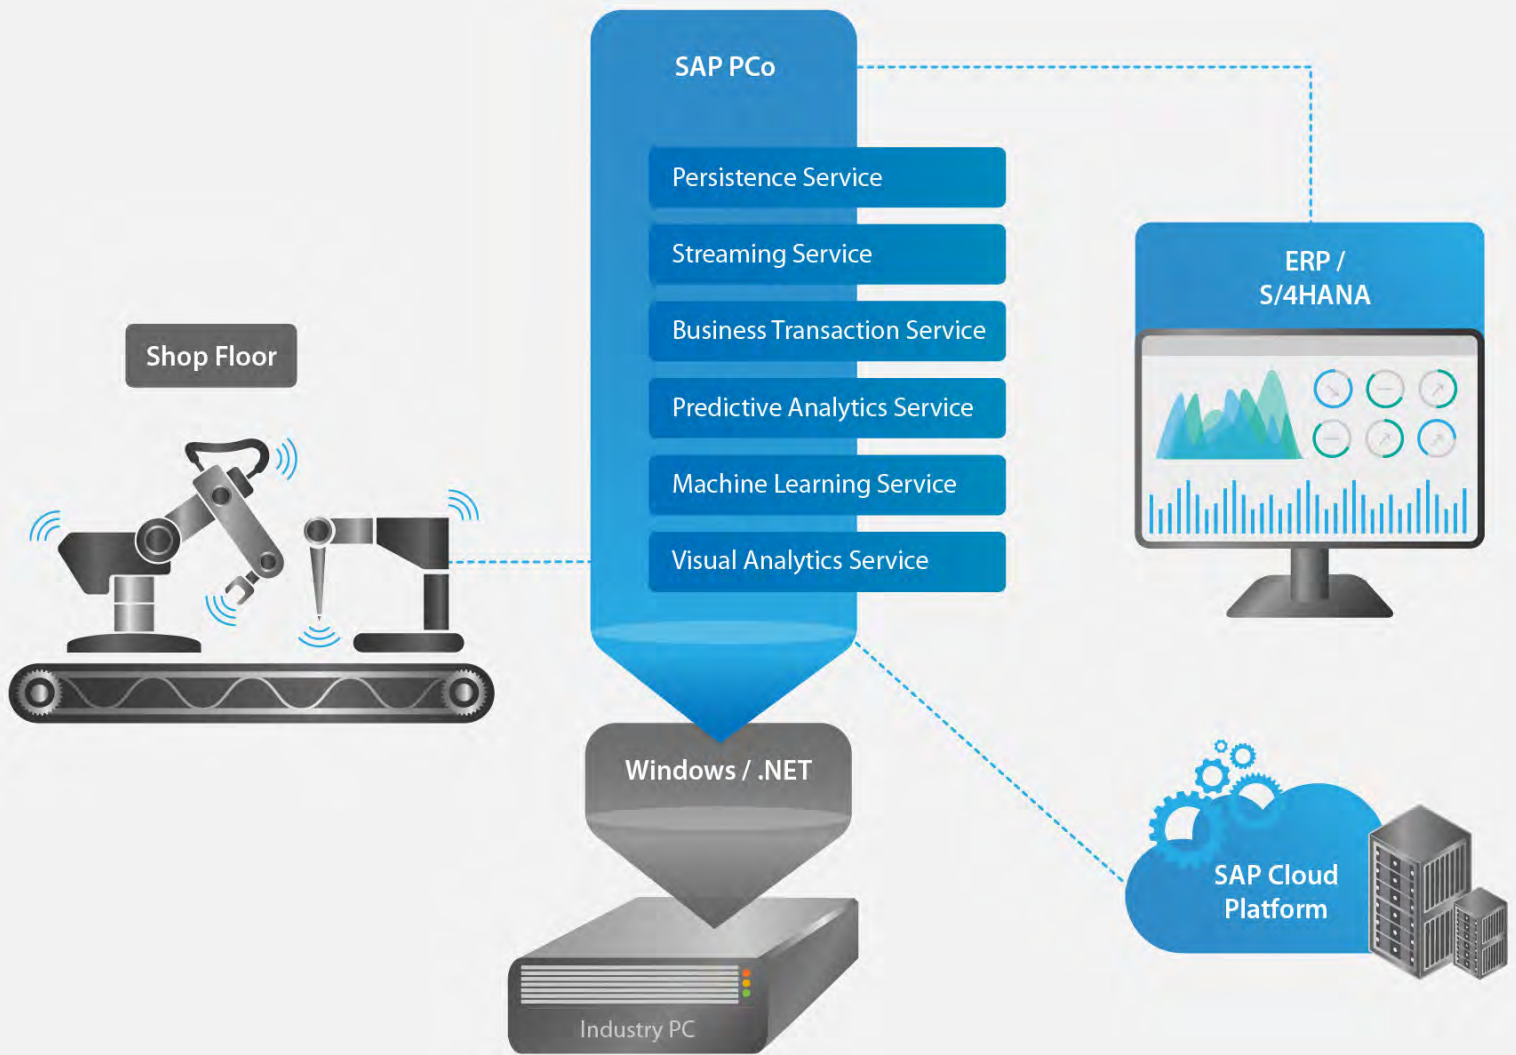 SAP PCo
Persistence Service
Streaming Service
Business Transaction Service
Predictive Analytics Service
Machine Learning Service
Visual Analytics Service
Shop Floor
ERP /
S/4HANA
Windows / .NET
Industry PC
SAP Cloud
Platform